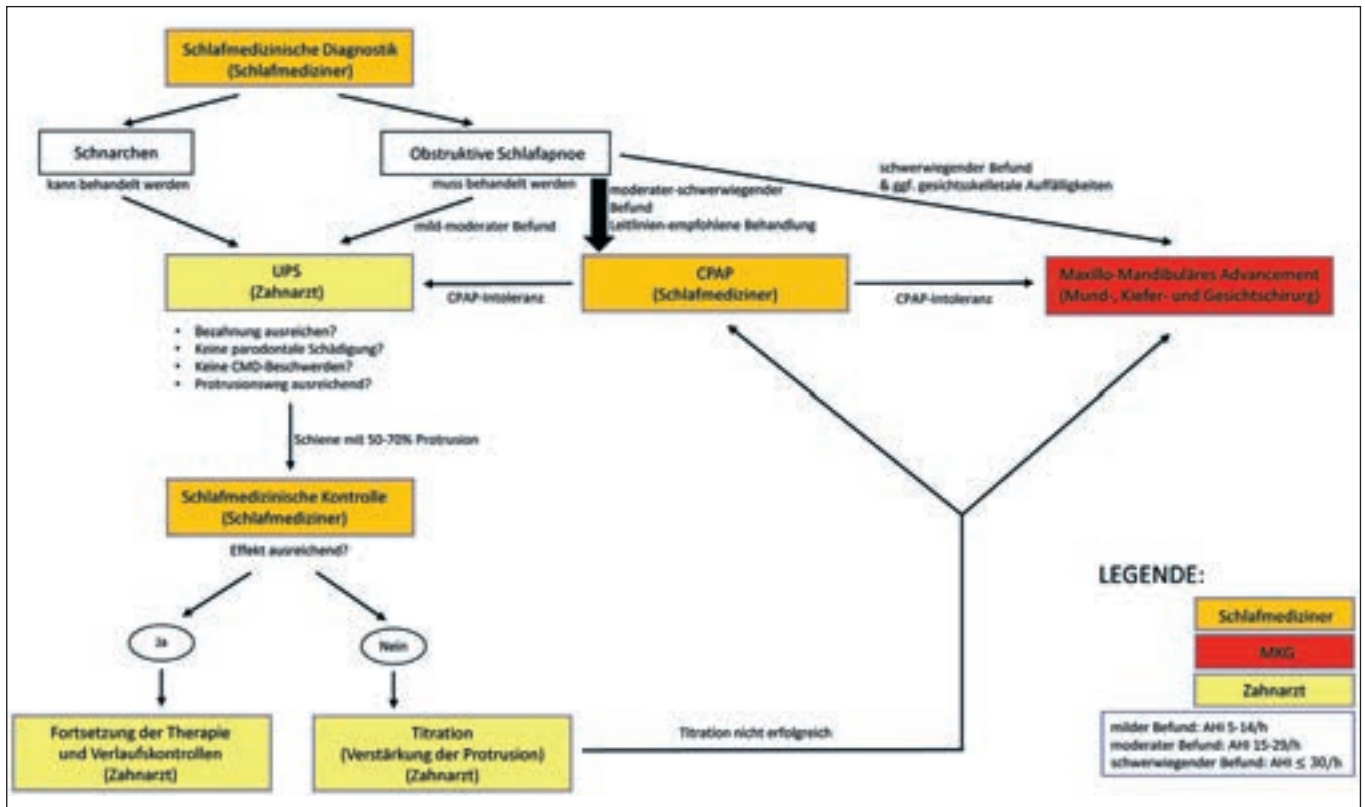 Schlafmedizinische Diagnostik
(Schlafmediziner)
Schnarchen
kann behandelt werden
Obstruktive Schlafapnoe
muss behandelt werden
schwerwiegender Befund
& ggf. gesichtsskelletale Auffälligkeiten
moderater-schwerwiegender
Befund
Leitlinien-empfohlene Behandlung
mild-moderater Befund
UPS
(Zahnarzt)
CPAP-Intoleranz
CPAP
(Schlafmediziner)
CPAP-Intoleranz
Maxillo-Mandibuläres Advancement
(Mund-, Kiefer- und Gesichtschirurg)
• Bezahnung ausreichen?
• Keine parodontale Schädigung?
• Keine CMD-Beschwerden?
• Protrusionsweg ausreichend?
Schiene mit 50-70% Protrusion
Schlafmedizinische Kontrolle
(Schlafmediziner)
Effekt ausreichend?
Ja
Nein
Fortsetzung der Therapie
und Verlaufskontrollen
(Zahnarzt)
Titration
(Verstärkung der Protrusion)
(Zahnarzt)
Titration nicht erfolgreich
LEGENDE:
Schlafmediziner
MKG
Zahnarzt
milder Befund: AHI 5-14/h
moderater Befund: AHI 15-29/h
schwerwiegender Befund: AHI ≤ 30/h